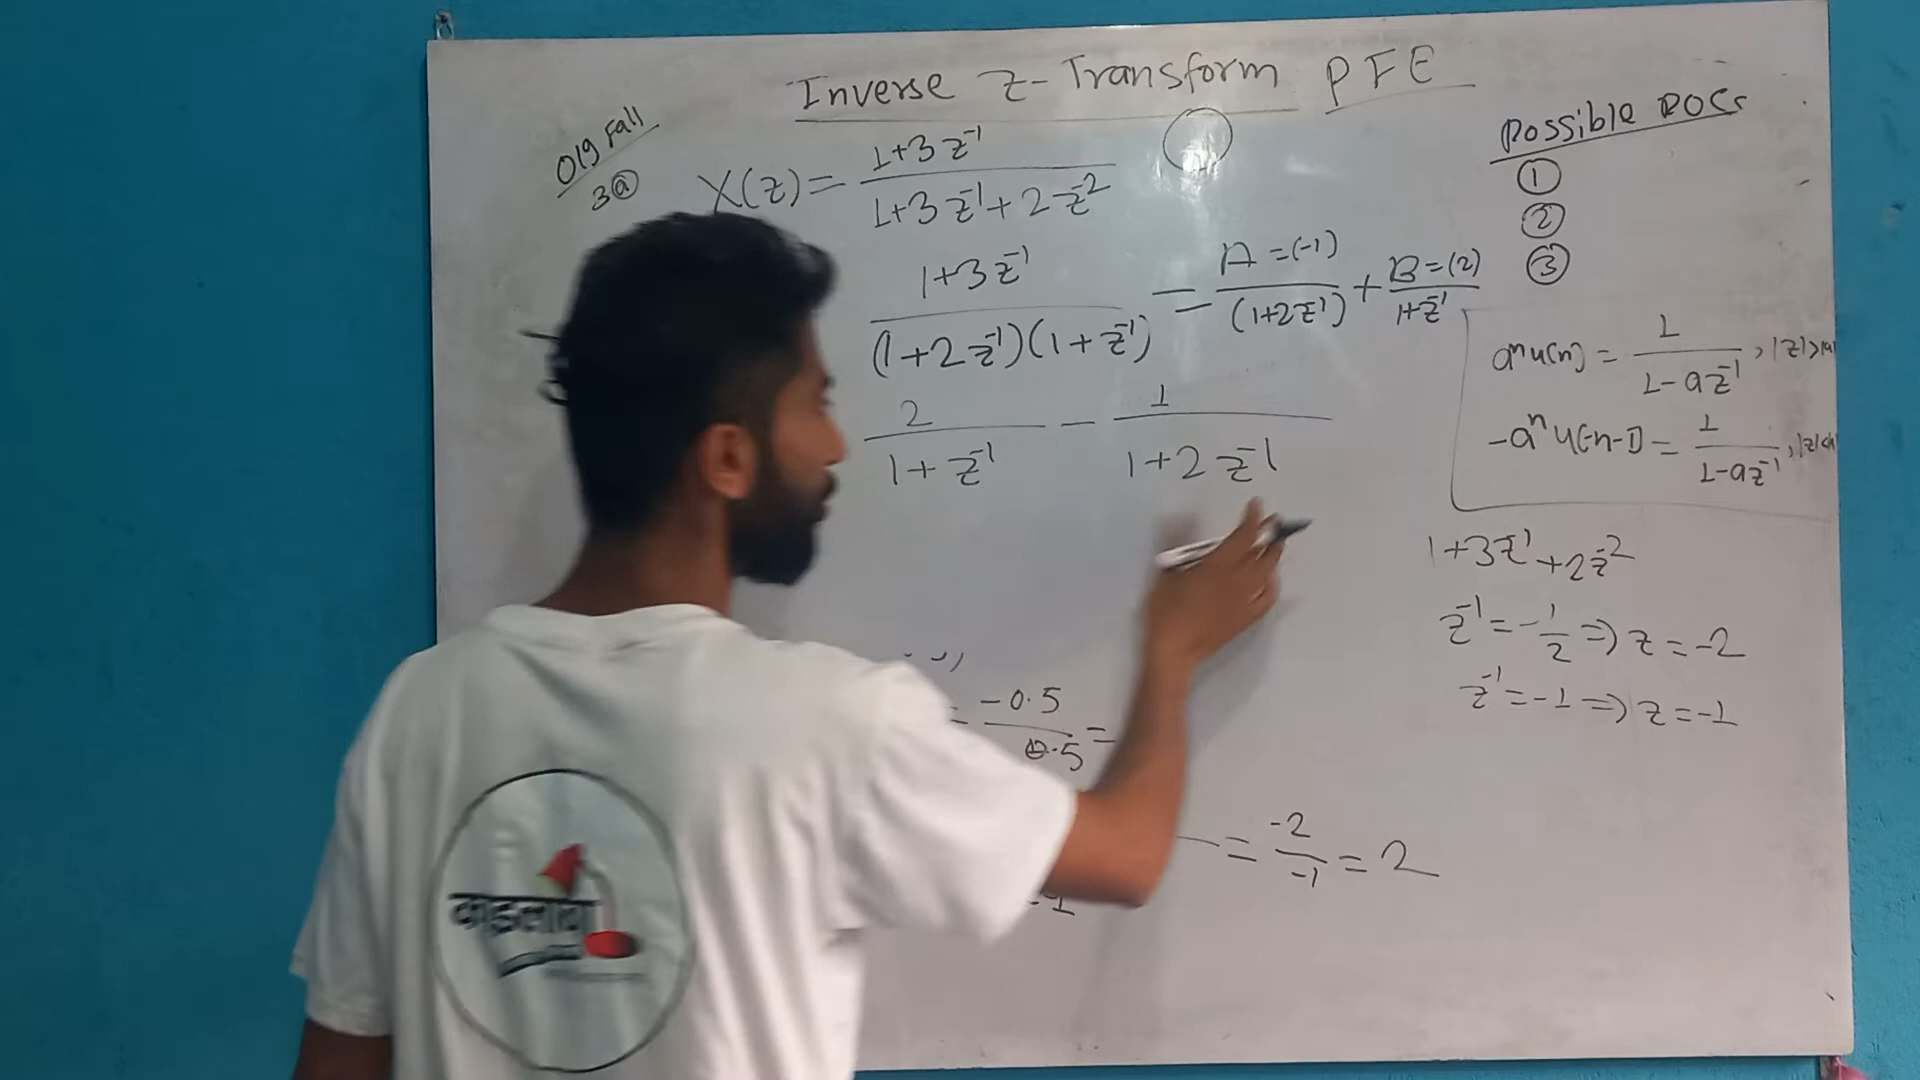 Inverse z-Transform PFE
019 Fall
3ⓐ
X(z) = (1+3z⁻¹)/(1+3z⁻¹+2z⁻²)
①
(1+3z⁻¹)/((1+2z⁻¹)(1+z⁻¹)) = A=(-1)/(1+2z⁻¹) + B=(2)/(1+z⁻¹)
2/(1+z⁻¹) - 1/(1+2z⁻¹)
= -0.5/0.5 =
-1
= -2/-1 = 2
Possible ROCs
①
②
③
aⁿu(n) = 1/(1-az⁻¹), |z|>|a|
-aⁿu(-n-1) = 1/(1-az⁻¹), |z|<|a
1+3z⁻¹+2z⁻²
z⁻¹ = -1/2 => z = -2
z⁻¹ = -1 => z = -1